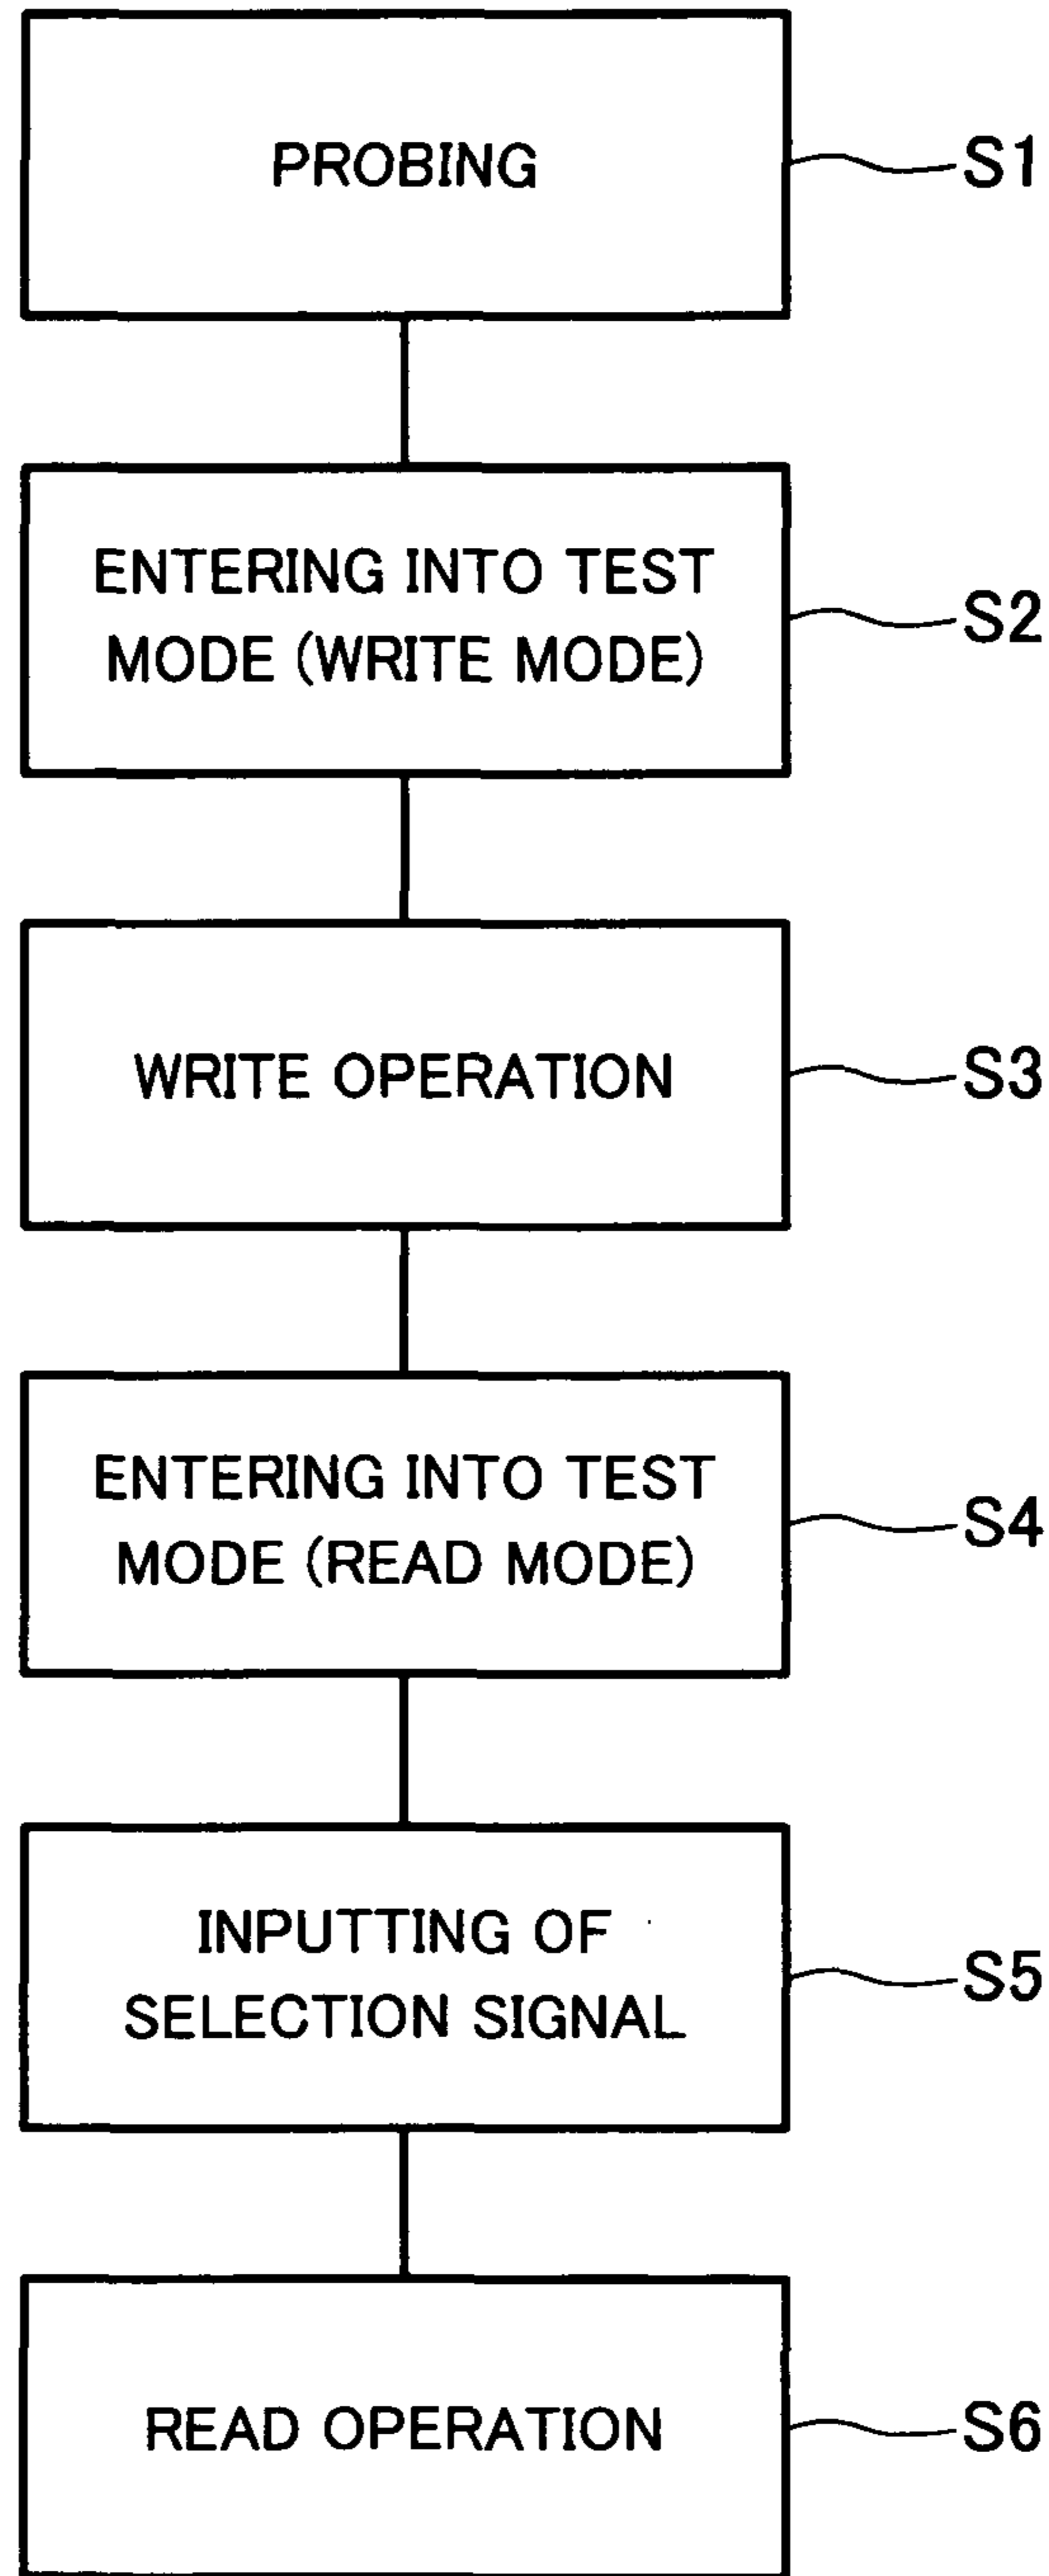 PROBING
S1
ENTERING INTO TEST
MODE (WRITE MODE)
S2
WRITE OPERATION
S3
ENTERING INTO TEST
MODE (READ MODE)
S4
INPUTTING OF
SELECTION SIGNAL
S5
READ OPERATION
S6